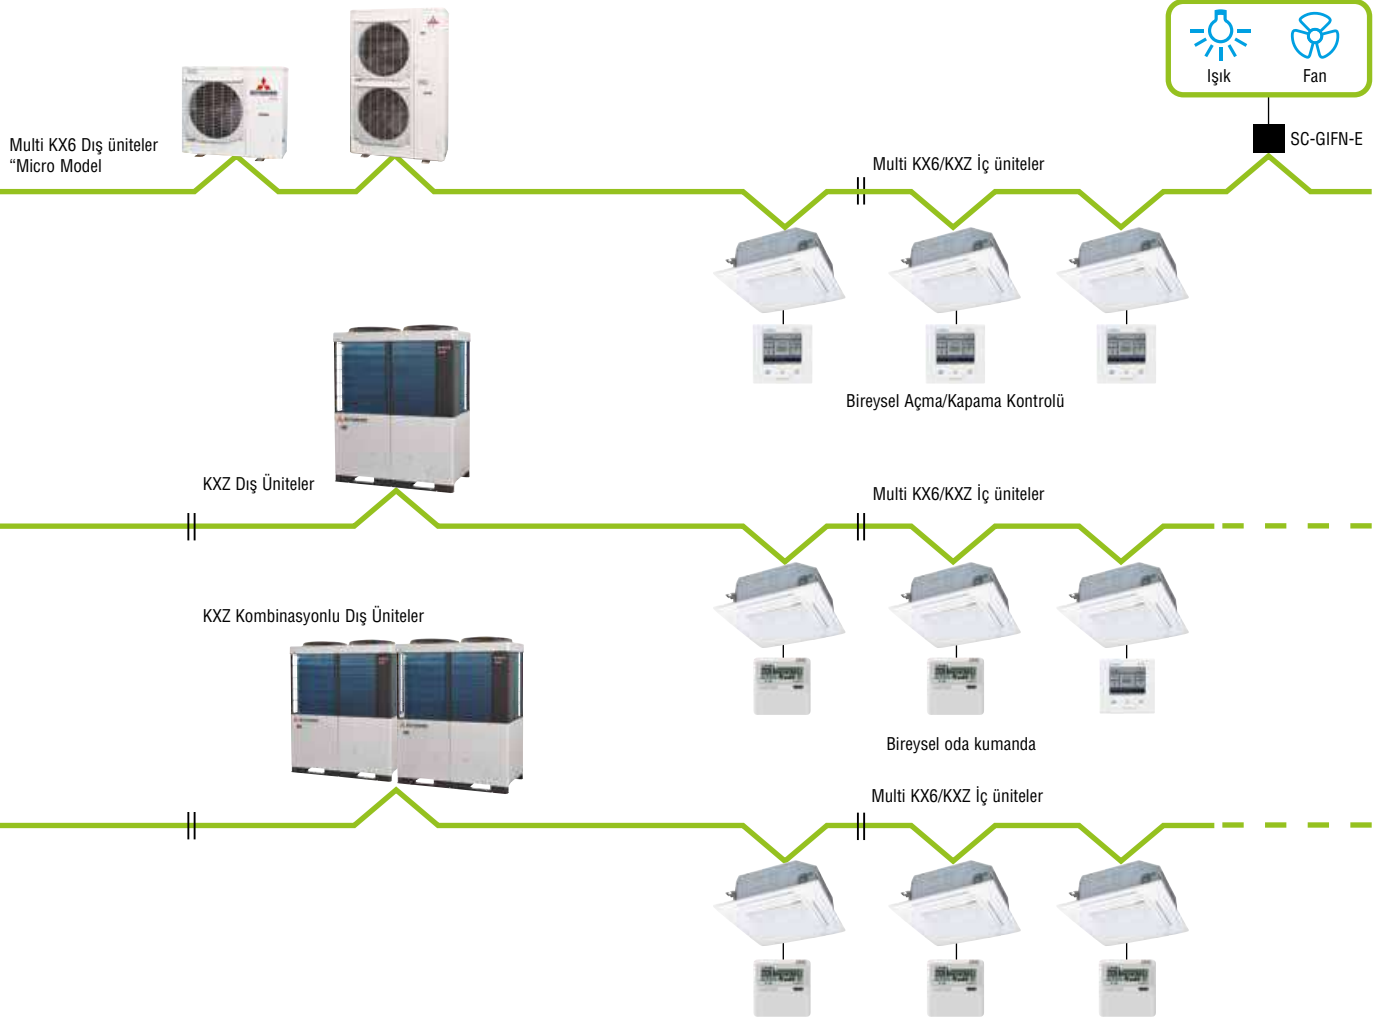 Işık
Fan
SC-GIFN-E
Multi KX6 Dış üniteler
“Micro Model
Multi KX6/KXZ İç üniteler
Bireysel Açma/Kapama Kontrolü
KXZ Dış Üniteler
Multi KX6/KXZ İç üniteler
KXZ Kombinasyonlu Dış Üniteler
Bireysel oda kumanda
Multi KX6/KXZ İç üniteler